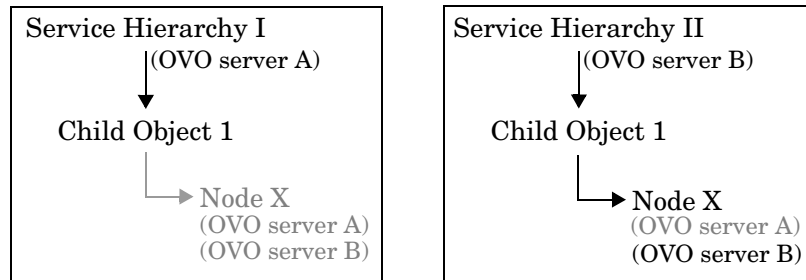 Service Hierarchy I
(OVO server A)
Child Object 1
Node X
(OVO server A)
(OVO server B)
Service Hierarchy II
(OVO server B)
Child Object 1
Node X
(OVO server A)
(OVO server B)